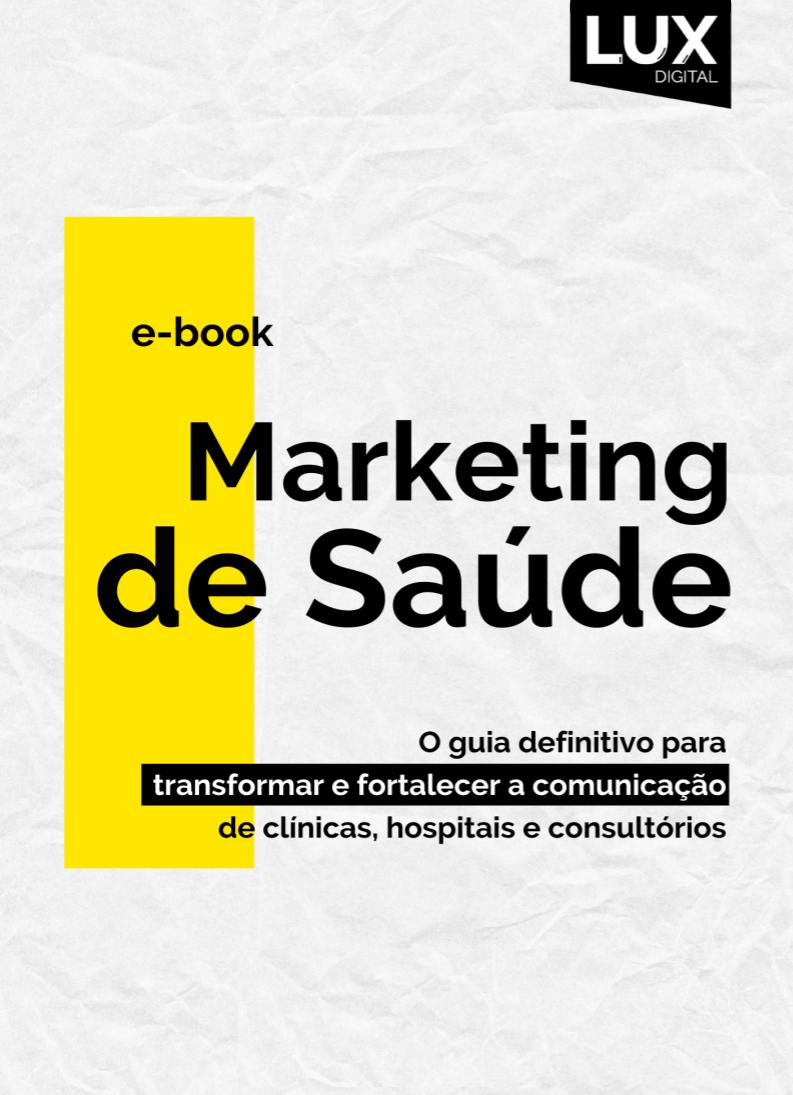 LUX
DIGITAL
e-book
Marketing
de Saúde
O guia definitivo para
transformar e fortalecer a comunicação
de clínicas, hospitais e consultórios